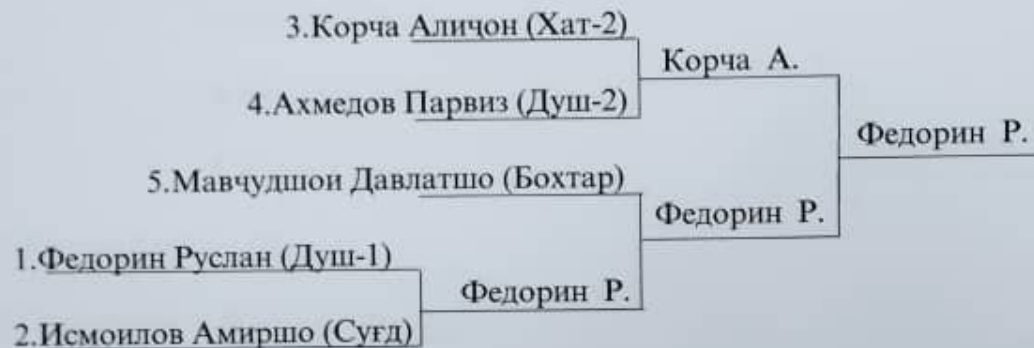 3.Корча Аличон (Хат-2)
Корча А.
4.Ахмедов Парвиз (Душ-2)
Федорин Р.
5.Мавчудшои Давлатшо (Бохтар)
Федорин Р.
1.Федорин Руслан (Душ-1)
Федорин Р.
2.Исмоилов Амиршо (Суғд)